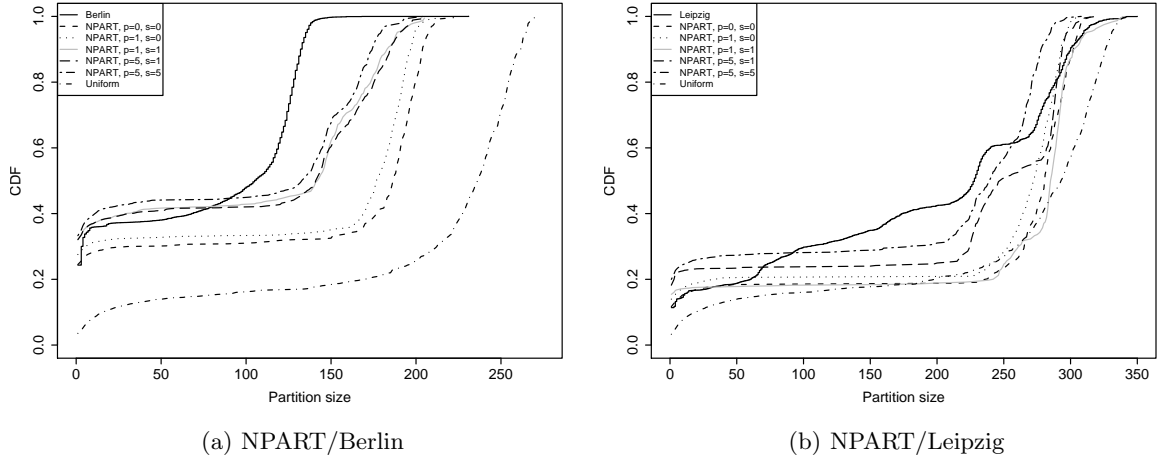 Berlin
NPART, p=0, s=0
NPART, p=1, s=0
NPART, p=1, s=1
NPART, p=5, s=1
NPART, p=5, s=5
Uniform
CDF
0.0
0.2
0.4
0.6
0.8
1.0
0 50 100 150 200 250
Partition size
(a) NPART/Berlin
Leipzig
NPART, p=0, s=0
NPART, p=1, s=0
NPART, p=1, s=1
NPART, p=5, s=1
NPART, p=5, s=5
Uniform
CDF
0.0
0.2
0.4
0.6
0.8
1.0
0 50 100 150 200 250 300 350
Partition size
(b) NPART/Leipzig